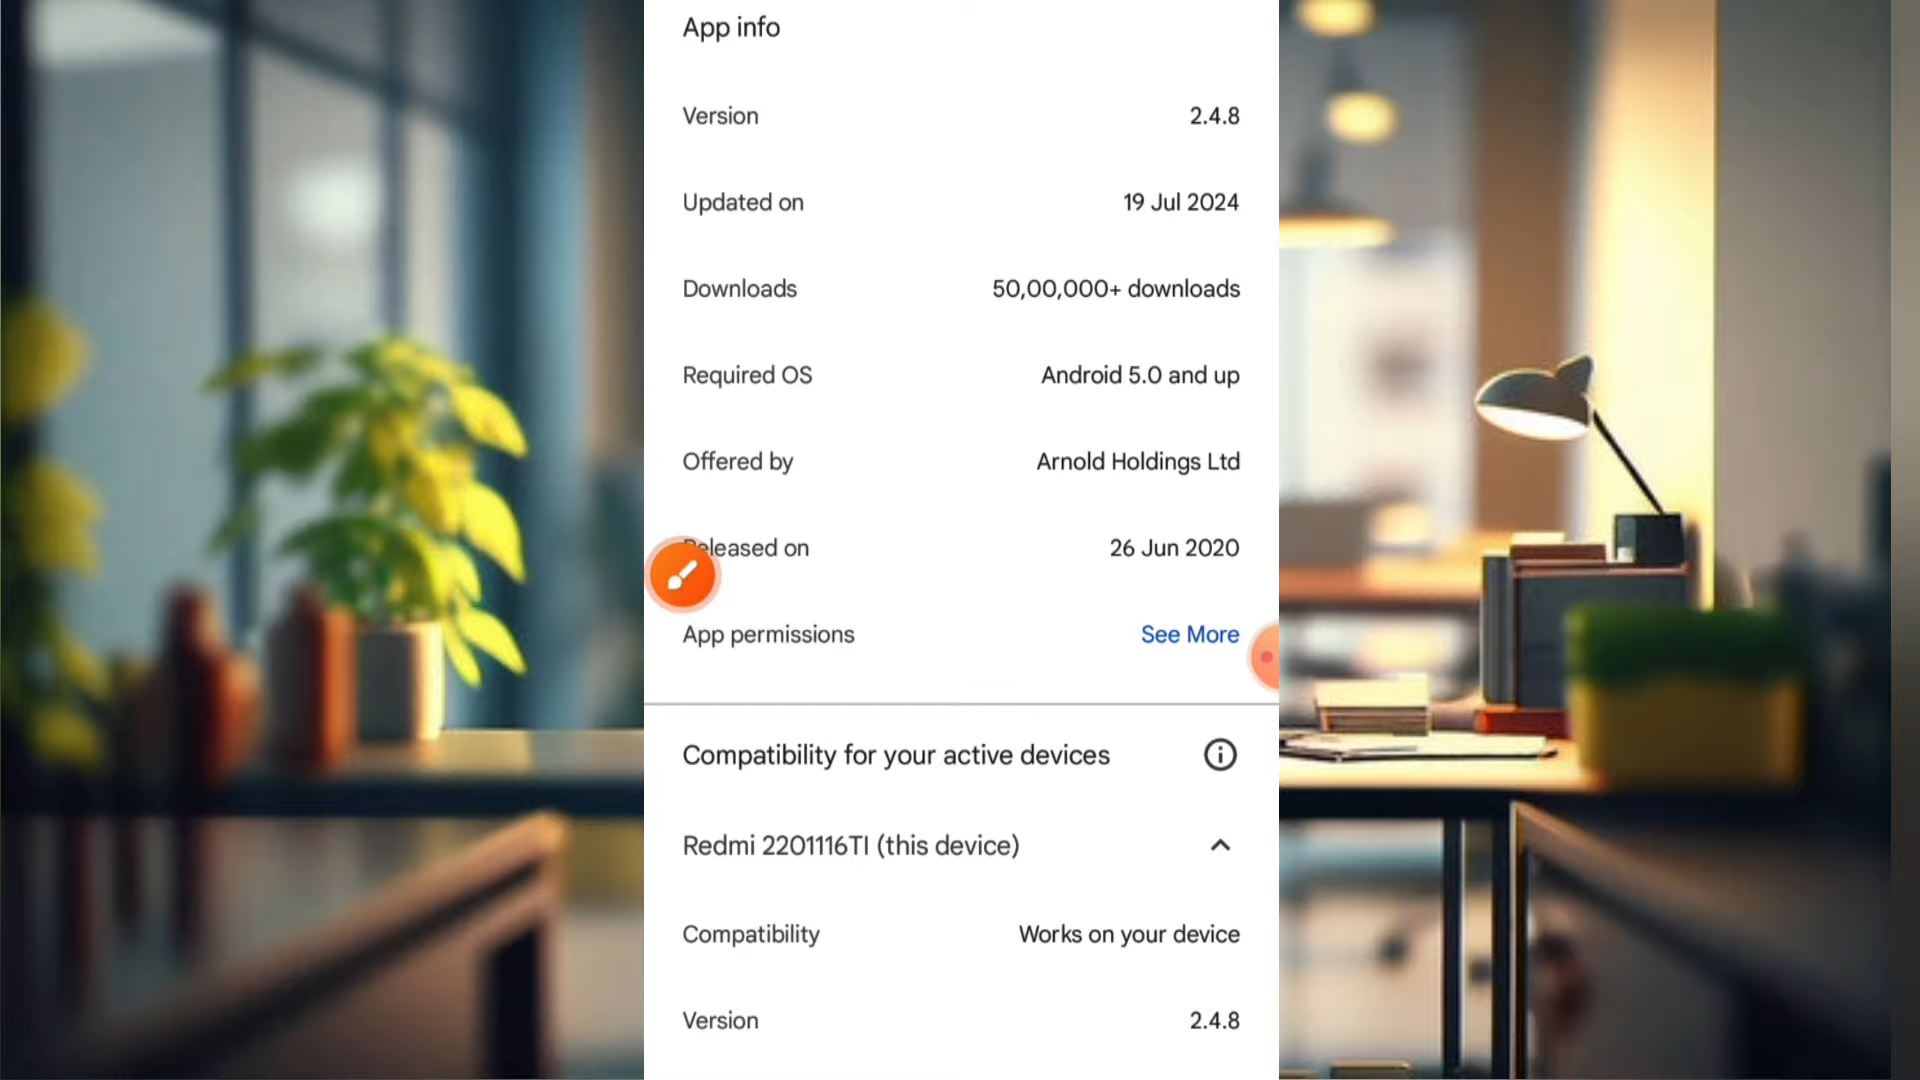 App info
Version 2.4.8
Updated on 19 Jul 2024
Downloads 50,00,000+ downloads
Required OS Android 5.0 and up
Offered by Arnold Holdings Ltd
Released on 26 Jun 2020
App permissions See More
Compatibility for your active devices
Redmi 2201116TI (this device)
Compatibility Works on your device
Version 2.4.8